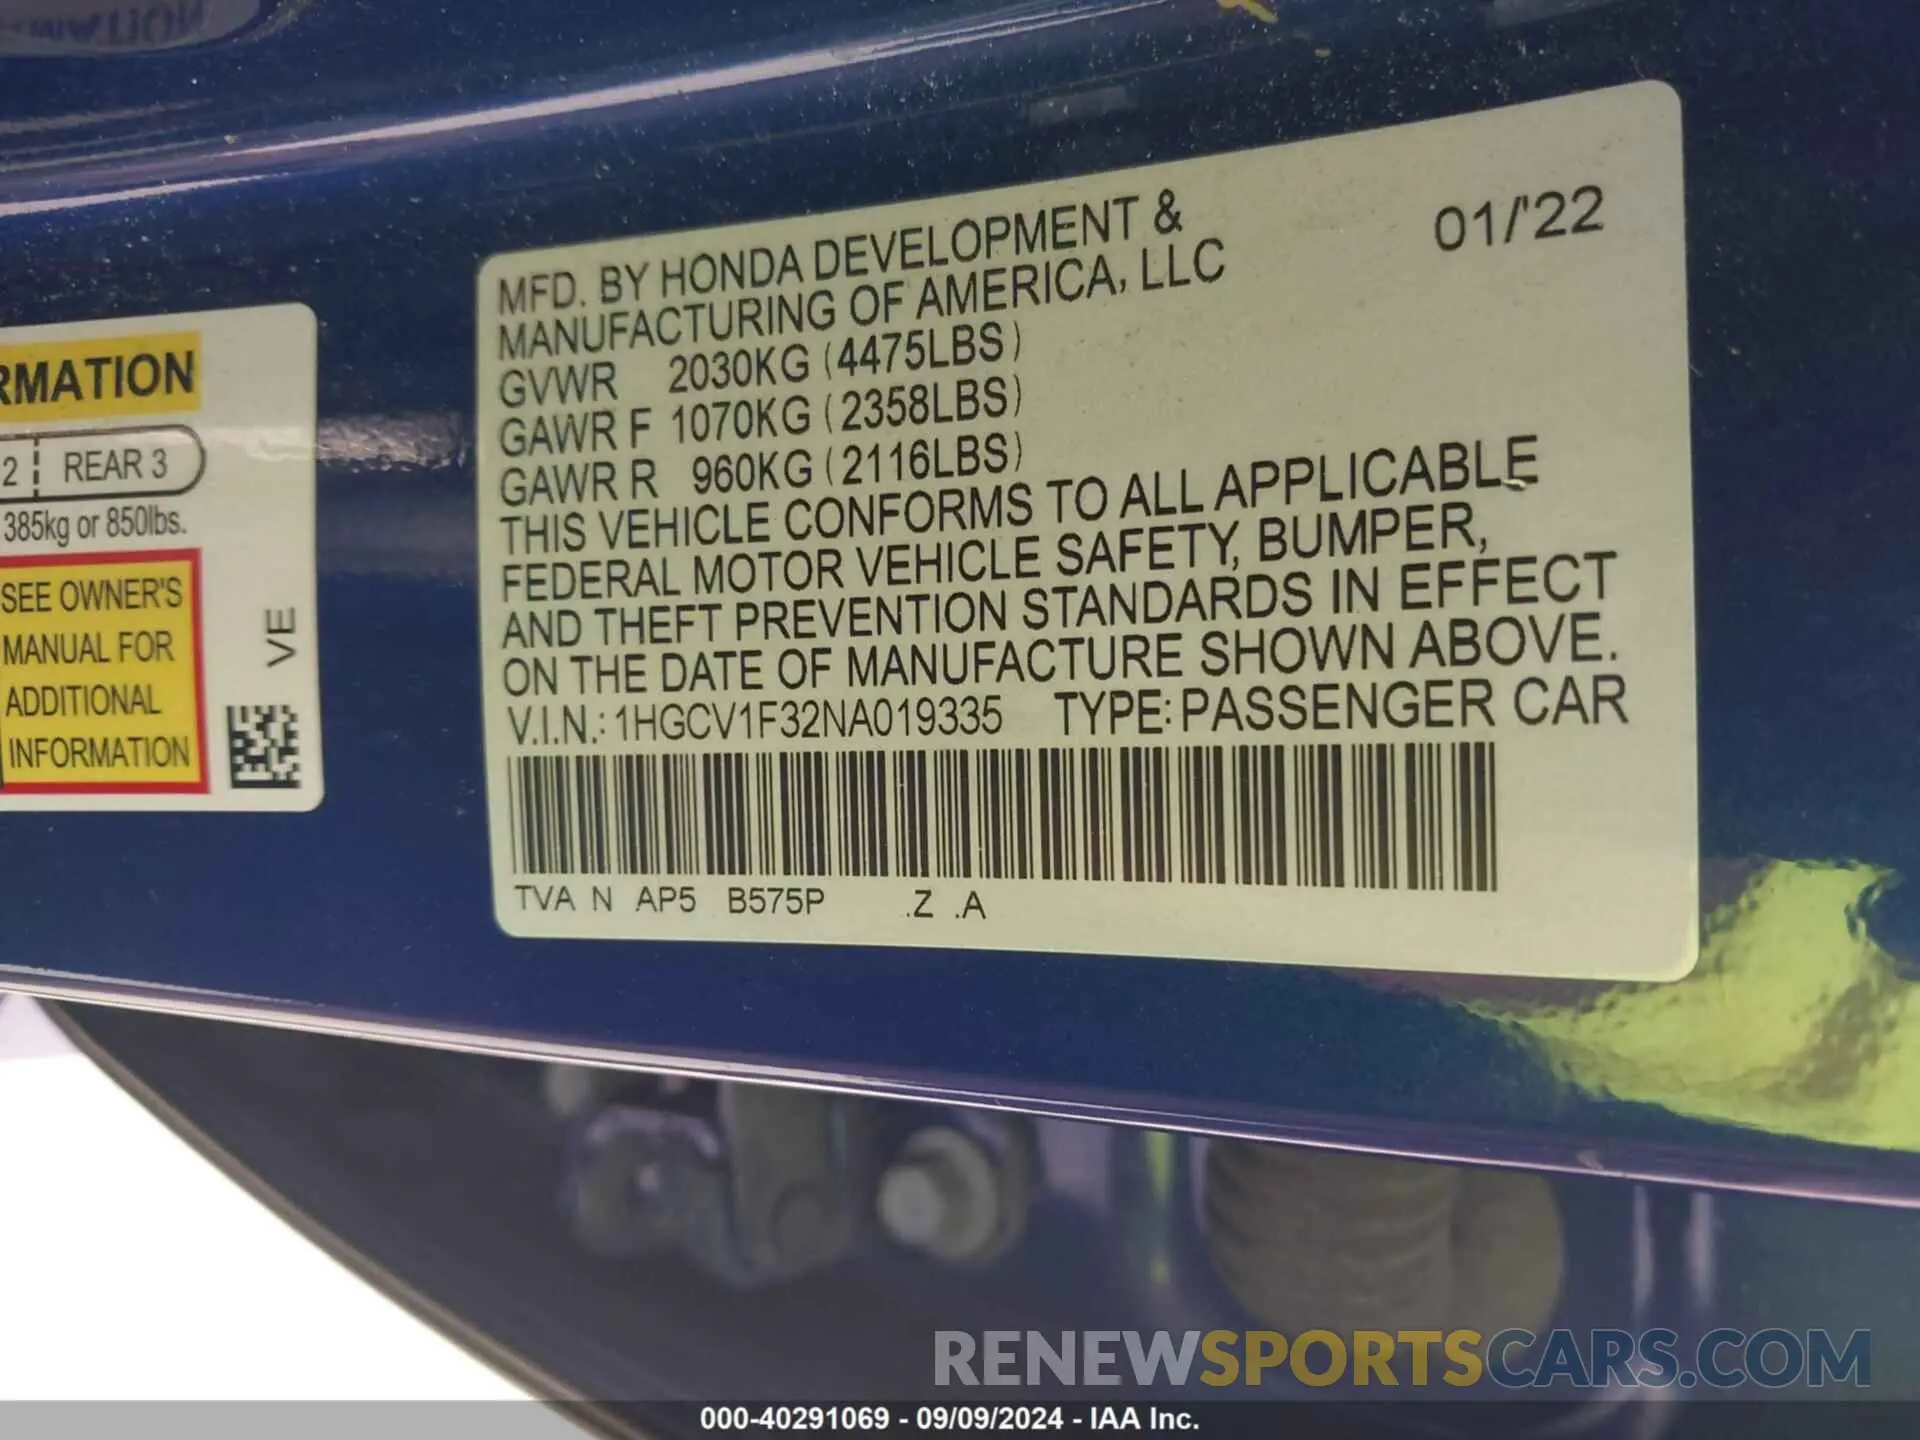 RMATION
2 REAR 3
385kg or 850lbs.
SEE OWNER'S
MANUAL FOR
ADDITIONAL
INFORMATION
VE
MFD. BY HONDA DEVELOPMENT &
MANUFACTURING OF AMERICA, LLC
01/'22
GVWR 2030KG (4475LBS)
GAWR F 1070KG (2358LBS)
GAWR R 960KG (2116LBS)
THIS VEHICLE CONFORMS TO ALL APPLICABLE
FEDERAL MOTOR VEHICLE SAFETY, BUMPER,
AND THEFT PREVENTION STANDARDS IN EFFECT
ON THE DATE OF MANUFACTURE SHOWN ABOVE.
V.I.N.: 1HGCV1F32NA019335 TYPE: PASSENGER CAR
TVA N AP5 B575P .Z .A
RENEWSPORTSCARS.COM
000-40291069 - 09/09/2024 - IAA Inc.